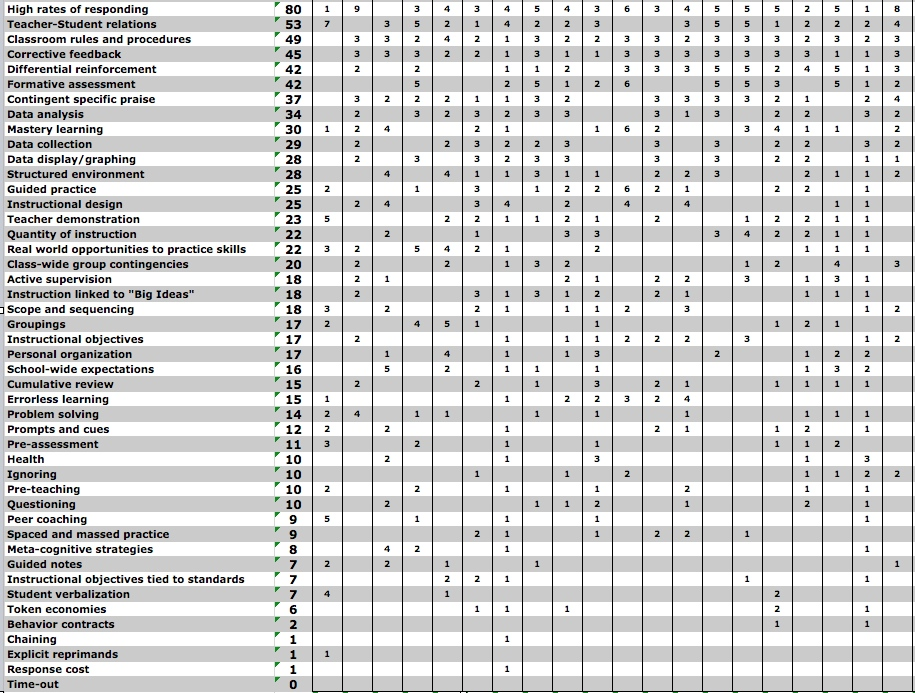 High rates of responding 80 1 9 3 4 3 4 5 4 3 6 3 4 5 5 5 2 5 1 8
Teacher-Student relations 53 7 3 5 2 1 4 2 2 3 3 5 5 1 2 2 2 4
Classroom rules and procedures 49 3 3 2 4 2 1 3 2 2 3 3 2 3 3 3 2 3 2 3
Corrective feedback 45 3 3 3 2 2 1 3 1 1 3 3 3 3 3 3 3 1 1 3
Differential reinforcement 42 2 2 1 1 2 3 3 3 5 5 2 4 5 1 3
Formative assessment 42 5 2 5 1 2 6 5 5 3 5 1 2
Contingent specific praise 37 3 2 2 2 1 1 3 2 3 3 3 3 2 1 2 4
Data analysis 34 2 3 2 3 2 3 3 3 1 3 2 2 3 2
Mastery learning 30 1 2 4 2 1 1 6 2 3 4 1 1 2
Data collection 29 2 2 3 2 2 3 3 3 2 2 3 2
Data display/graphing 28 2 3 3 2 3 3 3 3 2 2 1 1
Structured environment 28 4 4 1 1 3 1 1 2 2 3 2 1 1 2
Guided practice 25 2 1 3 1 2 2 6 2 1 2 2 1
Instructional design 25 2 4 3 4 2 4 4 1 1
Teacher demonstration 23 5 2 2 1 1 2 1 2 1 2 2 1 1
Quantity of instruction 22 2 1 3 3 3 4 2 2 1 1
Real world opportunities to practice skills 22 3 2 5 4 2 1 2 1 1 1
Class-wide group contingencies 20 2 2 1 3 2 1 2 4 3
Active supervision 18 2 1 2 1 2 2 3 1 3 1
Instruction linked to "Big Ideas" 18 2 3 1 3 1 2 2 1 1 1 1
Scope and sequencing 18 3 2 2 1 1 1 2 3 1 2
Groupings 17 2 4 5 1 1 1 2 1
Instructional objectives 17 2 1 1 1 2 2 2 3 1 2
Personal organization 17 1 4 1 1 3 2 1 2 2
School-wide expectations 16 5 2 1 1 1 1 3 2
Cumulative review 15 2 2 1 3 2 1 1 1 1 1
Errorless learning 15 1 1 2 2 3 2 4
Problem solving 14 2 4 1 1 1 1 1 1 1 1
Prompts and cues 12 2 2 1 2 1 1 2 1
Pre-assessment 11 3 2 1 1 1 1 2
Health 10 2 1 3 1 3
Ignoring 10 1 1 2 1 1 2 2
Pre-teaching 10 2 2 1 1 2 1 1
Questioning 10 2 1 1 2 1 2 1
Peer coaching 9 5 1 1 1 1
Spaced and massed practice 9 2 1 1 2 2 1
Meta-cognitive strategies 8 4 2 1 1
Guided notes 7 2 2 1 1 1
Instructional objectives tied to standards 7 2 2 1 1 1
Student verbalization 7 4 1 2
Token economies 6 1 1 1 2 1
Behavior contracts 2 1 1
Chaining 1 1
Explicit reprimands 1 1
Response cost 1 1
Time-out 0